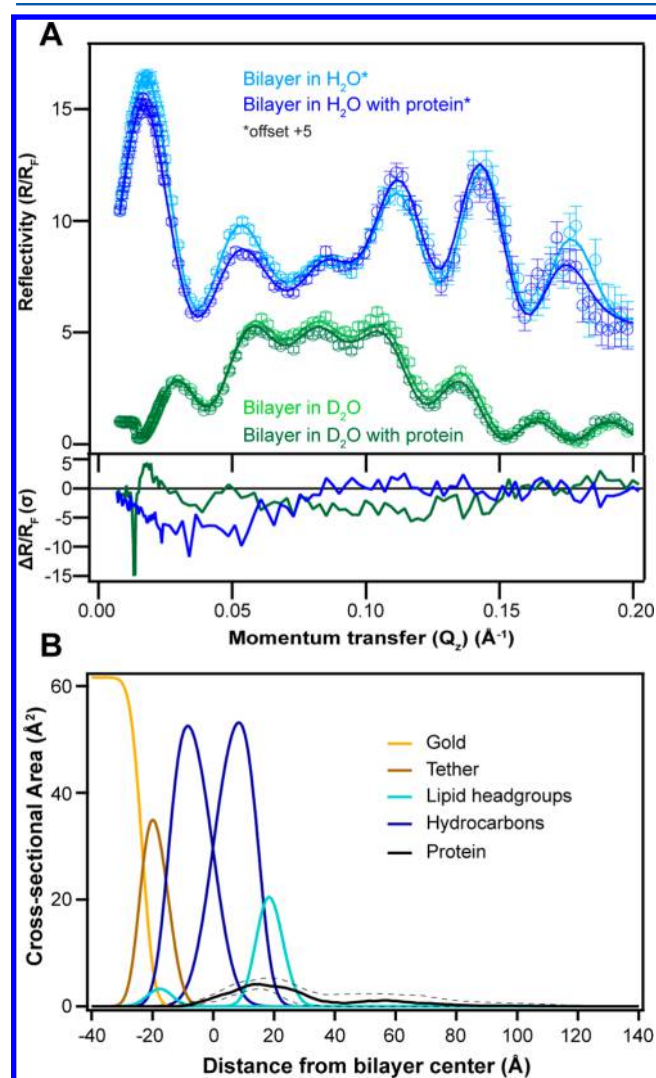 A
Bilayer in H₂O*
Bilayer in H₂O with protein*
*offset +5
Reflectivity (R/R_F)
15
10
5
0
Bilayer in D₂O
Bilayer in D₂O with protein
ΔR/R_F (σ)
5
0
-5
-10
-15
0.00 0.05 0.10 0.15 0.20
Momentum transfer (Q_z) (Å⁻¹)
B
Cross-sectional Area (Å²)
60
40
20
0
Gold
Tether
Lipid headgroups
Hydrocarbons
Protein
-40 -20 0 20 40 60 80 100 120 140
Distance from bilayer center (Å)